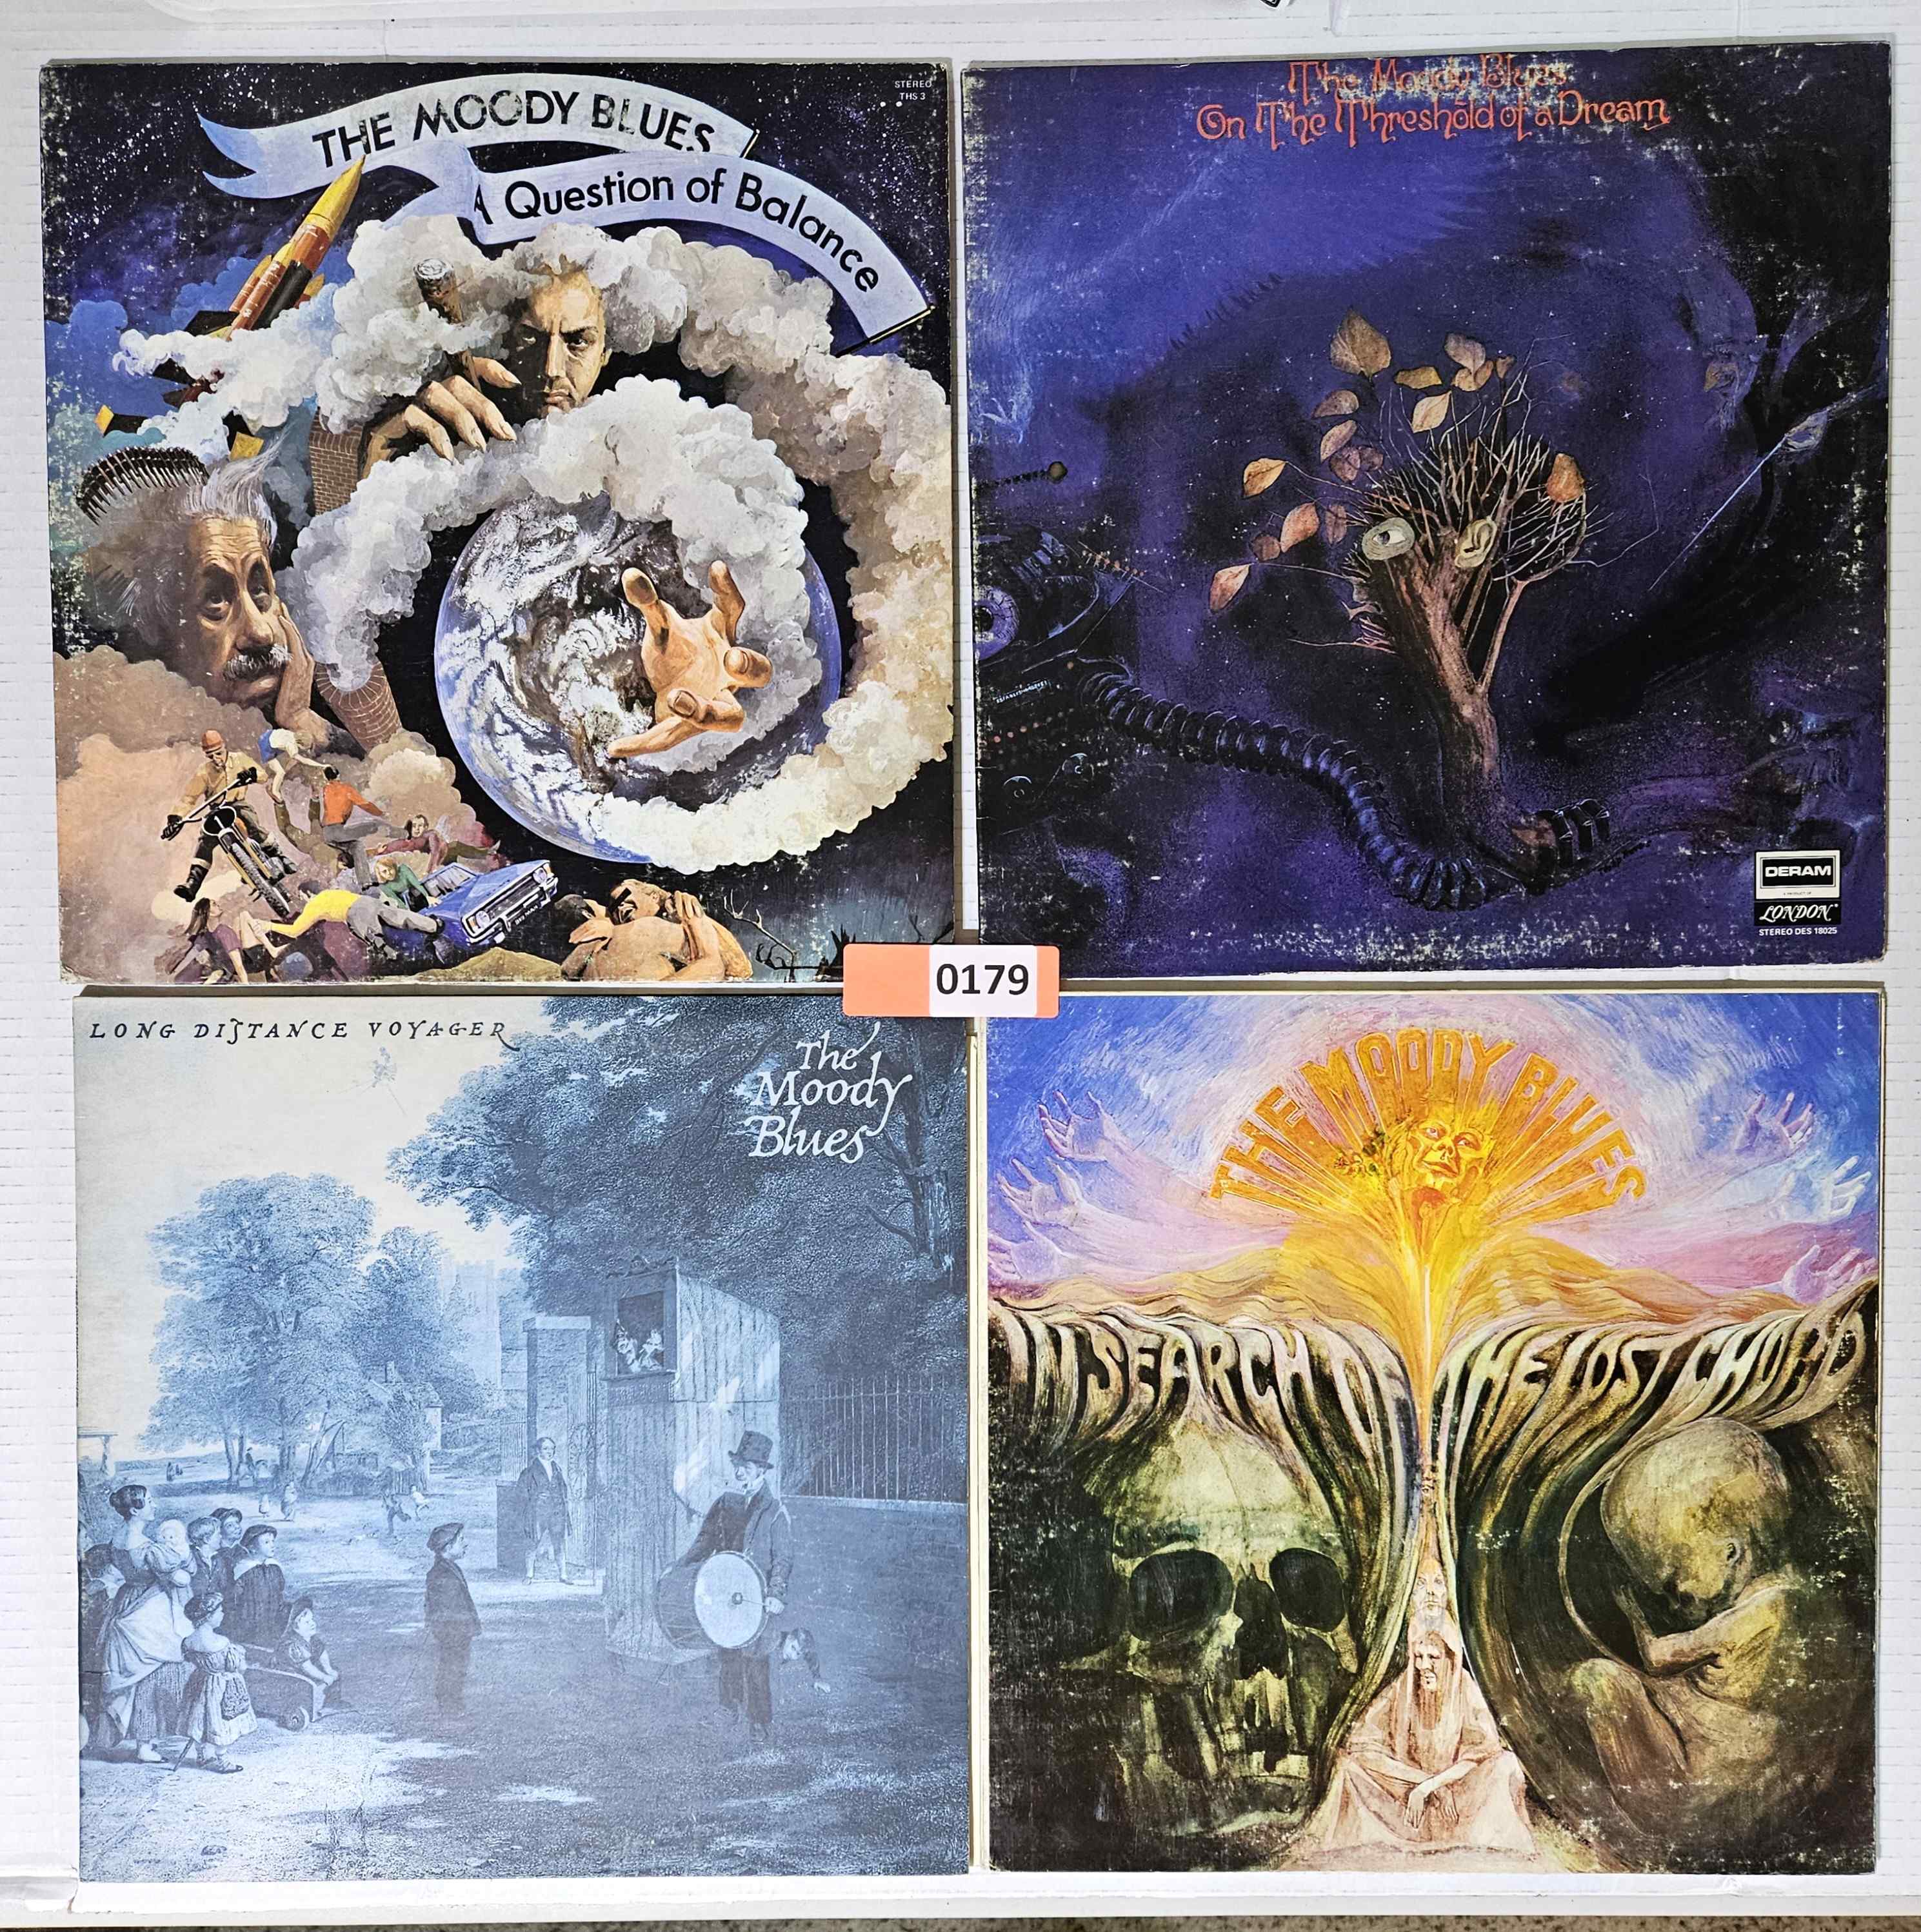 THE MOODY BLUES
A Question of Balance
STEREO
THS 3
The Moody Blues
On The Threshold of a Dream
DERAM
A PRODUCT OF
LONDON
STEREO DES 18025
0179
LONG DISTANCE VOYAGER
The
Moody
Blues
THE MOODY BLUES
IN SEARCH OF THE LOST CHORD